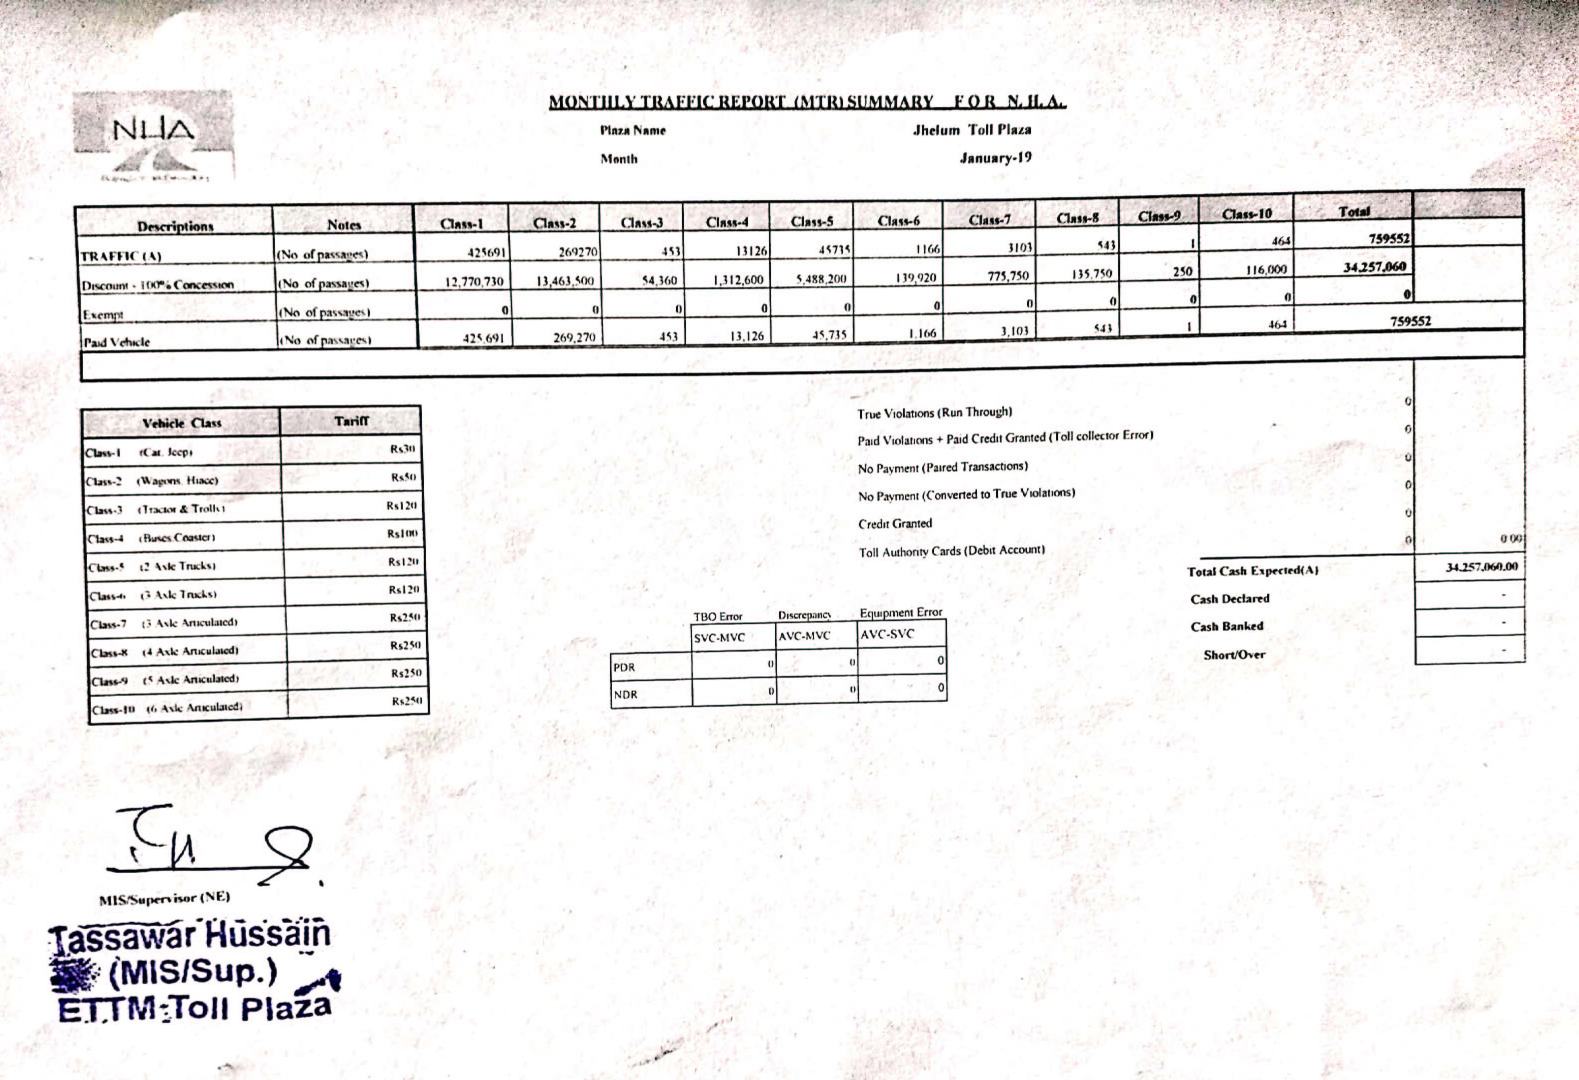 MONTHLY TRAFFIC REPORT (MTR) SUMMARY FOR N.H.A.
NHA
Plaza Name Jhelum Toll Plaza
Month January-19
Descriptions Notes Class-1 Class-2 Class-3 Class-4 Class-5 Class-6 Class-7 Class-8 Class-9 Class-10 Total
TRAFFIC (A) (No of passages) 425691 269270 453 13126 45735 1166 3103 543 1 464 759552
Discount - 100% Concession (No of passages) 12,770,730 13,463,500 54,360 1,312,600 5,488,200 139,920 775,750 135,750 250 116,000 34,257,060
Exempt (No of passages) 0 0 0 0 0 0 0 0 0 0 0
Paid Vehicle (No of passages) 425,691 269,270 453 13,126 45,735 1,166 3,103 543 1 464 759552
Vehicle Class Tariff
Class-1 (Car, Jeep) Rs30
Class-2 (Wagons, Hiace) Rs50
Class-3 (Tractor & Trolly) Rs120
Class-4 (Buses Coaster) Rs100
Class-5 (2 Axle Trucks) Rs120
Class-6 (3 Axle Trucks) Rs120
Class-7 (3 Axle Articulated) Rs250
Class-8 (4 Axle Articulated) Rs250
Class-9 (5 Axle Articulated) Rs250
Class-10 (6 Axle Articulated) Rs250
True Violations (Run Through) 0
Paid Violations + Paid Credit Granted (Toll collector Error) 0
No Payment (Paired Transactions) 0
No Payment (Converted to True Violations) 0
Credit Granted 0
Toll Authority Cards (Debit Account) 0 0.00
Total Cash Expected(A) 34,257,060.00
Cash Declared -
Cash Banked -
Short/Over -
TBO Error Discrepancy Equipment Error
SVC-MVC AVC-MVC AVC-SVC
PDR 0 0 0
NDR 0 0 0
MIS/Supervisor (NE)
Tassawar Hussain
(MIS/Sup.)
ETTM-Toll Plaza